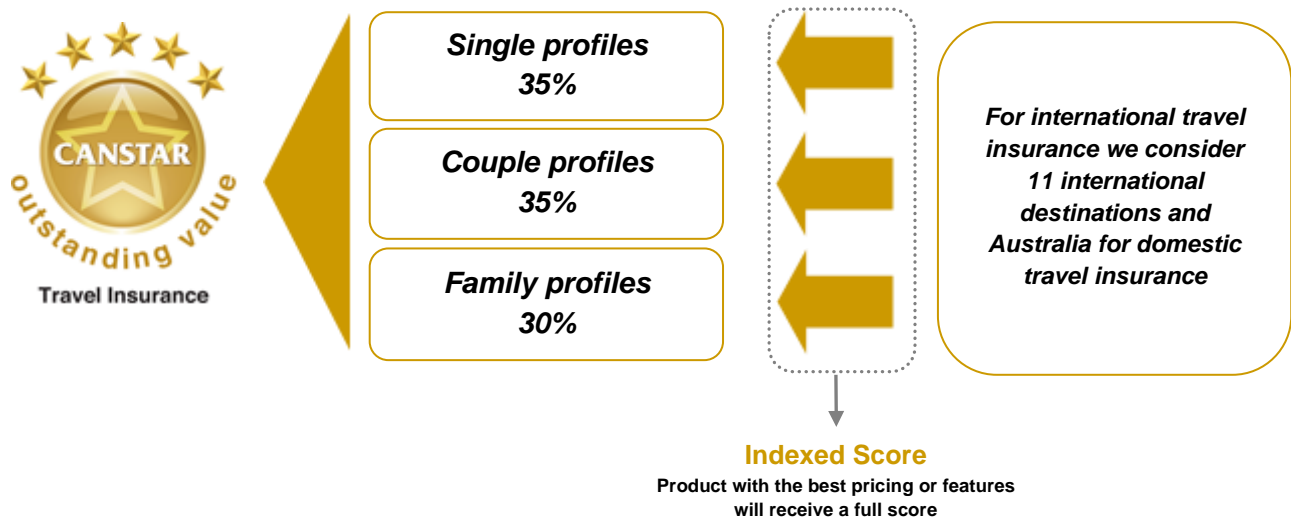 CANSTAR
outstanding value
Travel Insurance
Single profiles
35%
Couple profiles
35%
Family profiles
30%
For international travel
insurance we consider
11 international
destinations and
Australia for domestic
travel insurance
Indexed Score
Product with the best pricing or features
will receive a full score